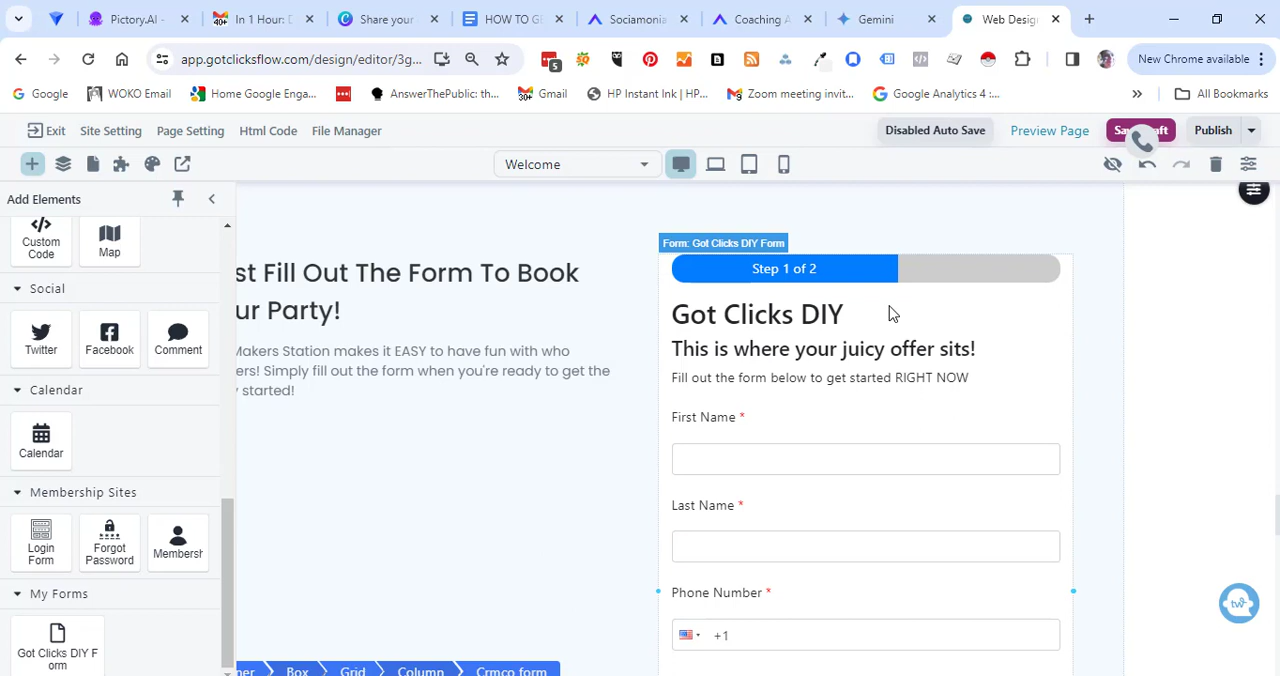 Pictory.AI -
In 1 Hour: D
Share your
HOW TO GE
Sociamonia
Coaching A
Gemini
Web Design
app.gotclicksflow.com/design/editor/3g...
5
New Chrome available
Google
WOKO Email
Home Google Enga...
AnswerThePublic: th...
Gmail
HP Instant Ink | HP...
Zoom meeting invit...
Google Analytics 4 :...
All Bookmarks
Exit
Site Setting
Page Setting
Html Code
File Manager
Disabled Auto Save
Preview Page
Publish
Welcome
Add Elements
Custom
Code
Map
Social
Twitter
Facebook
Comment
Calendar
Calendar
Membership Sites
Login
Form
Forgot
Password
Membersh
My Forms
Got Clicks DIY F
orm
st Fill Out The Form To Book
ur Party!
Makers Station makes it EASY to have fun with who
ers! Simply fill out the form when you're ready to get the
y started!
Form: Got Clicks DIY Form
Step 1 of 2
Got Clicks DIY
This is where your juicy offer sits!
Fill out the form below to get started RIGHT NOW
First Name *
Last Name *
Phone Number *
+1
ner
Box
Grid
Column
Crmco form